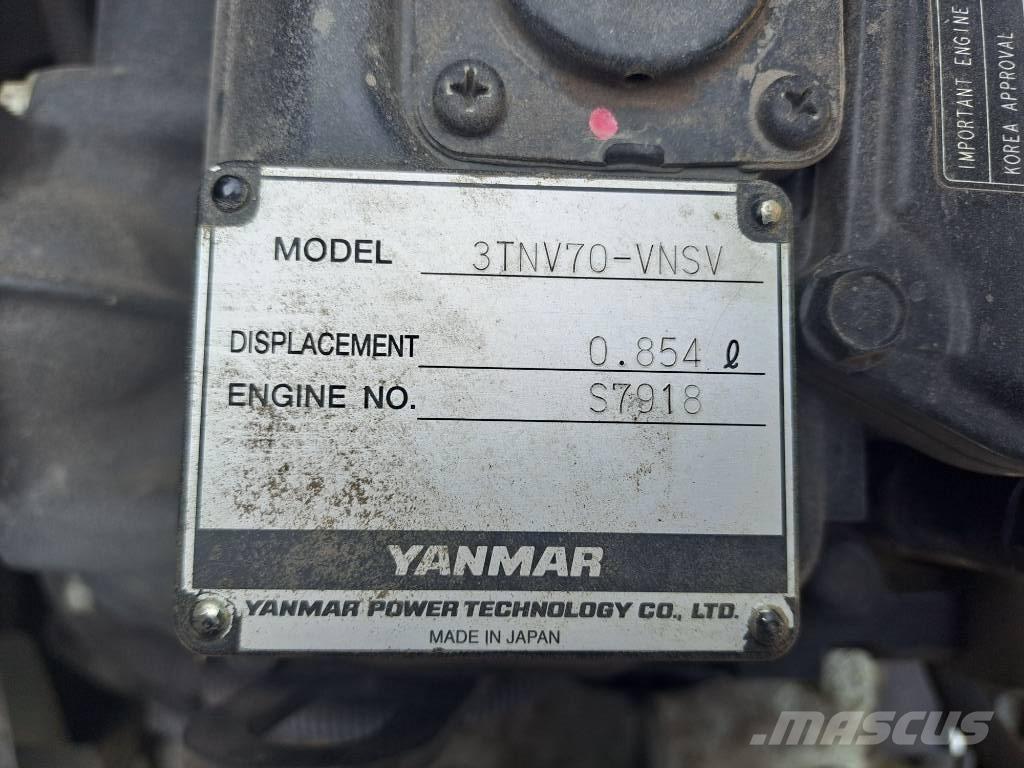 IMPORTANT ENGINE
KOREA APPROVAL
MODEL 3TNV70-VNSV
DISPLACEMENT 0.854 ℓ
ENGINE NO. S7918
YANMAR
YANMAR POWER TECHNOLOGY CO., LTD.
MADE IN JAPAN
MASCUS